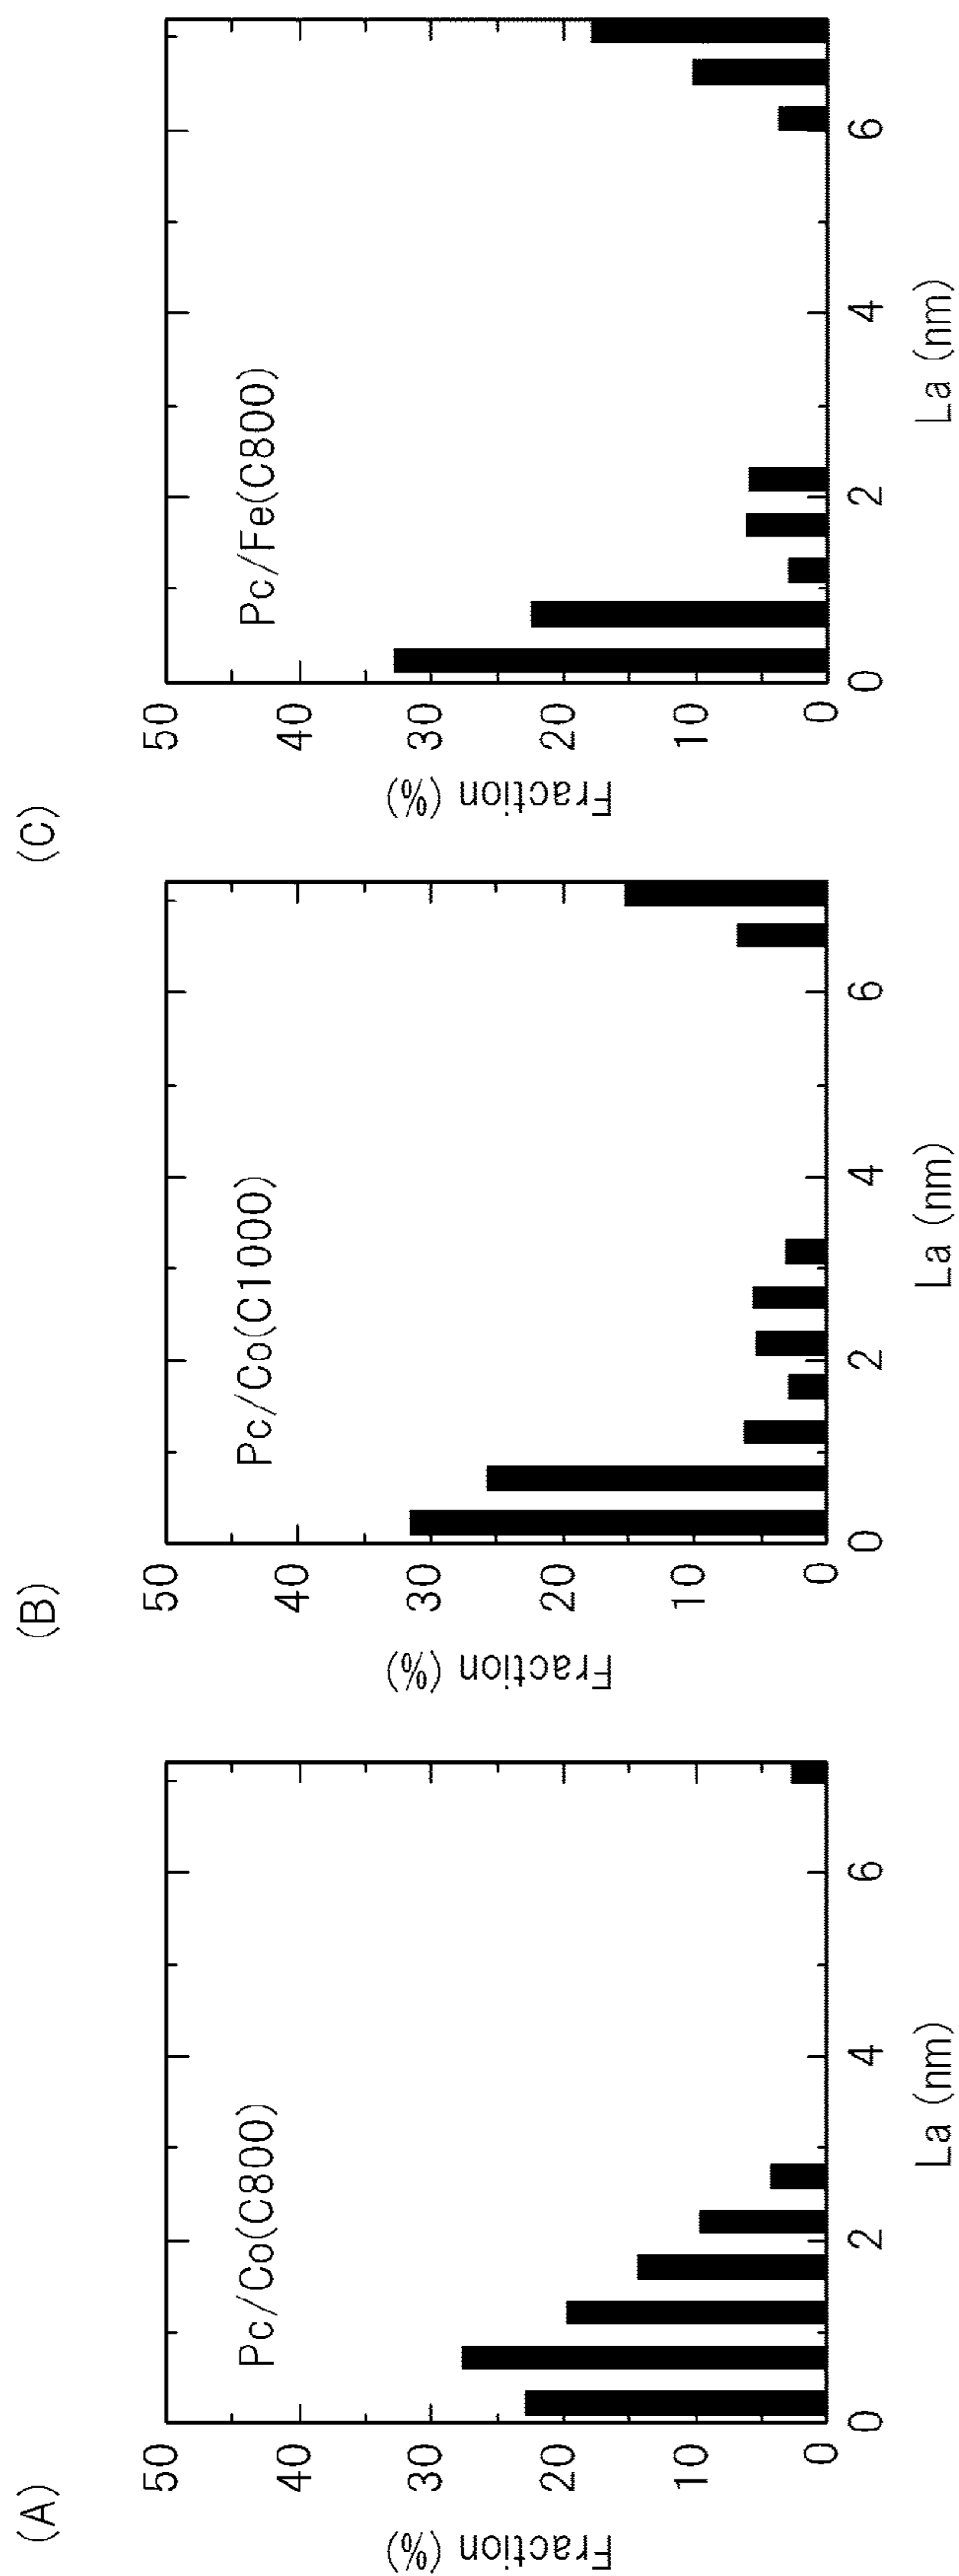 (A)
Pc/Co(C800)
Fraction (%)
50
40
30
20
10
0
0 2 4 6
La (nm)
(B)
Pc/Co(C1000)
Fraction (%)
50
40
30
20
10
0
0 2 4 6
La (nm)
(C)
Pc/Fe(C800)
Fraction (%)
50
40
30
20
10
0
0 2 4 6
La (nm)